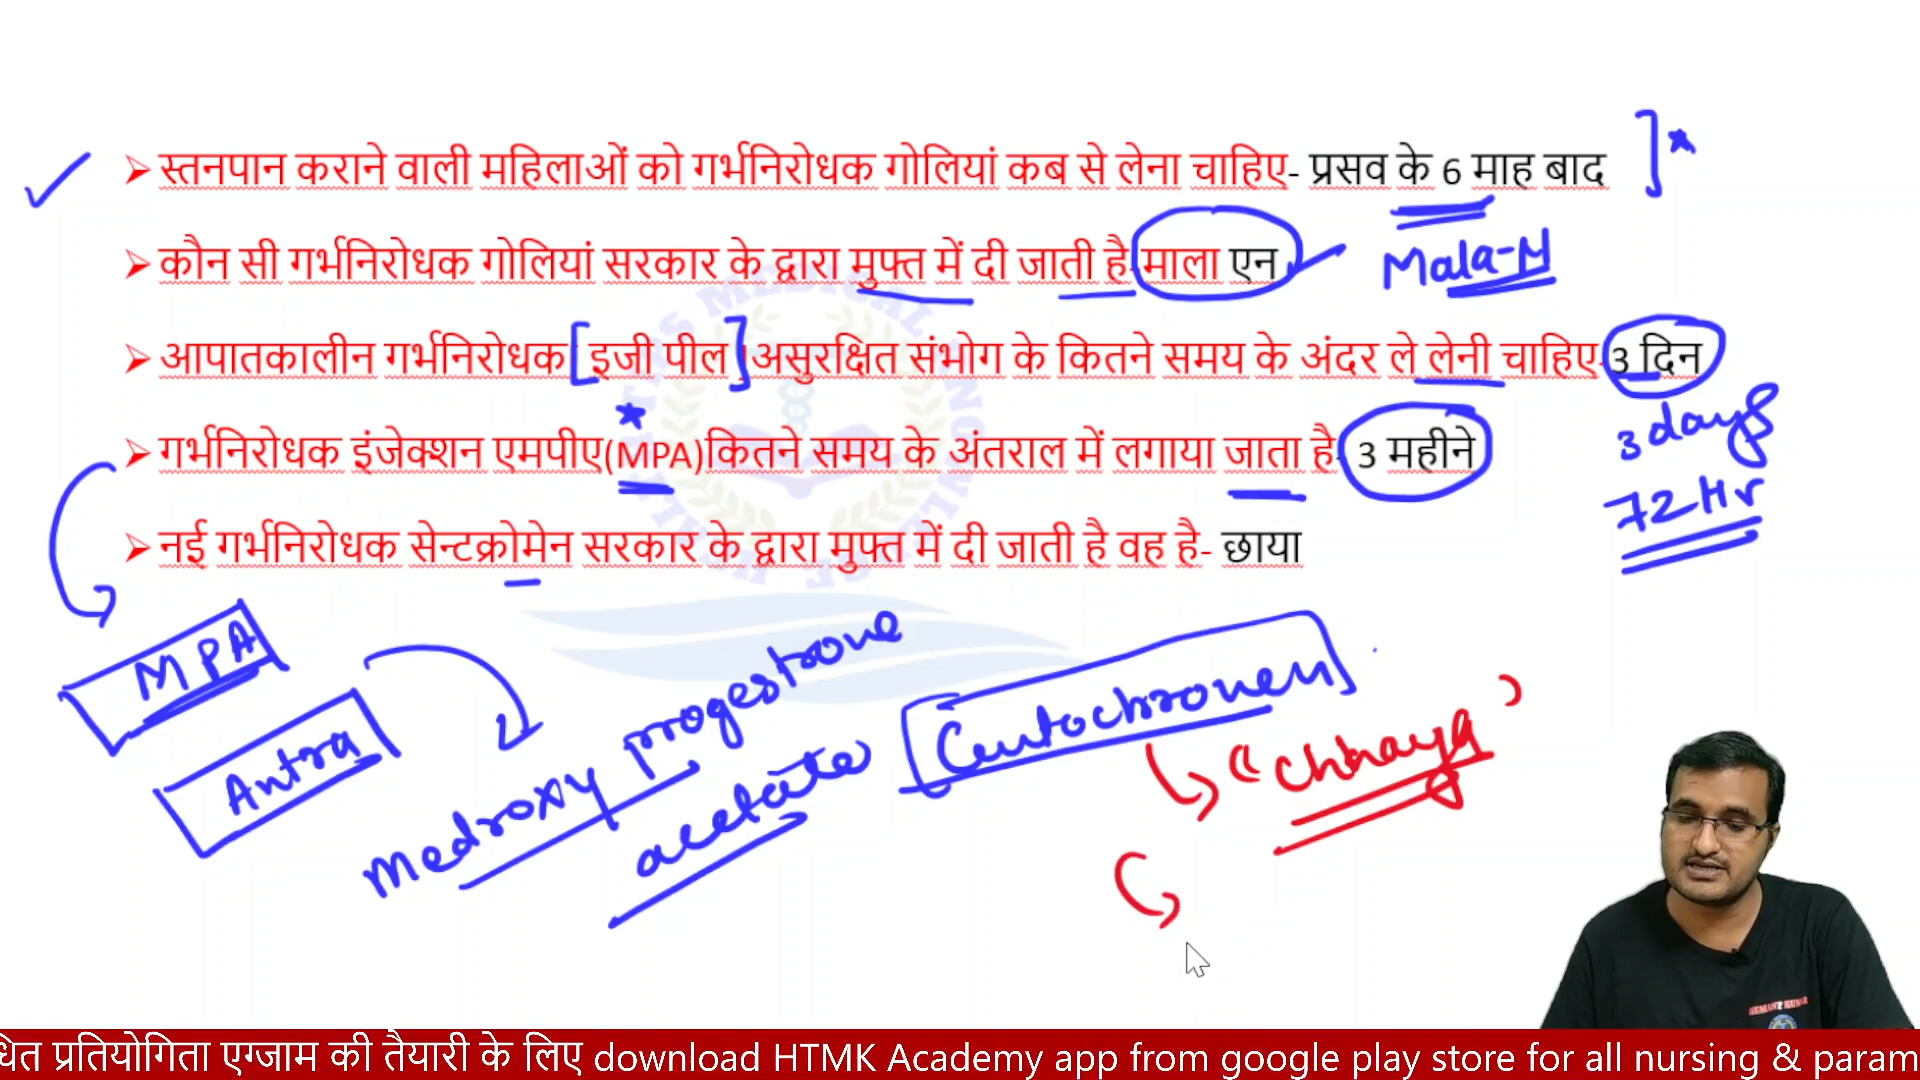 ➢ स्तनपान कराने वाली महिलाओं को गर्भनिरोधक गोलियां कब से लेना चाहिए- प्रसव के 6 माह बाद
➢ कौन सी गर्भनिरोधक गोलियां सरकार के द्वारा मुफ्त में दी जाती है-माला एन
Mala-N
➢ आपातकालीन गर्भनिरोधक [इजी पील] असुरक्षित संभोग के कितने समय के अंदर ले लेनी चाहिए- 3 दिन
3 days
72 Hr
➢ गर्भनिरोधक इंजेक्शन एमपीए(MPA)कितने समय के अंतराल में लगाया जाता है- 3 महीने
➢ नई गर्भनिरोधक सेन्टक्रोमेन सरकार के द्वारा मुफ्त में दी जाती है वह है- छाया
MPA
Antra
Medroxy progestrone
acetate
Centochronen
"Chhaya
धित प्रतियोगिता एग्जाम की तैयारी के लिए download HTMK Academy app from google play store for all nursing & param